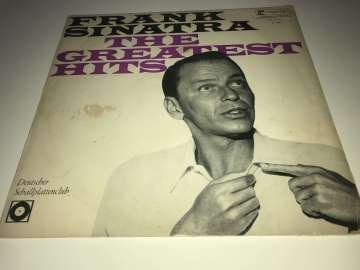 FRANK
SINATRA
THE
GREATEST
HITS
Deutscher
Schallplattenclub